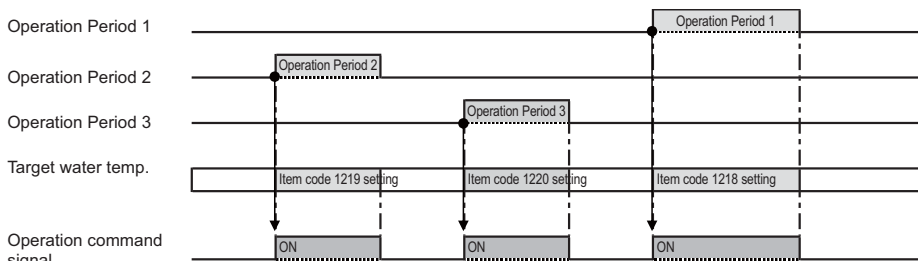 Operation Period 1
Operation Period 1
Operation Period 2
Operation Period 2
Operation Period 3
Operation Period 3
Target water temp.
Item code 1219 setting
Item code 1220 setting
Item code 1218 setting
Operation command
signal
ON
ON
ON